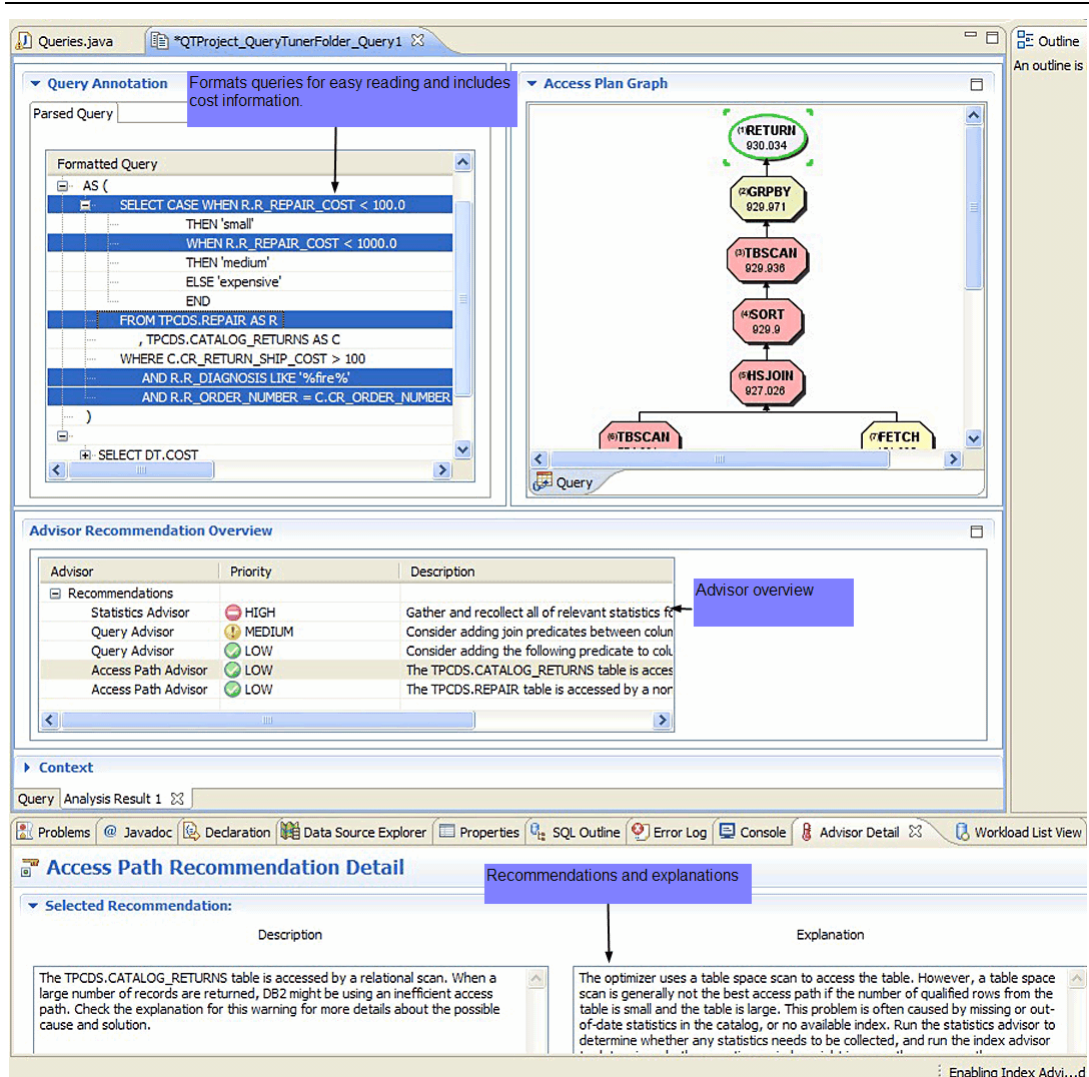 Queries.java
*QTProject_QueryTunerFolder_Query1
Outline
An outline is
Query Annotation
Formats queries for easy reading and includes
cost information.
Parsed Query
Formatted Query
AS (
SELECT CASE WHEN R.R_REPAIR_COST < 100.0
THEN 'small'
WHEN R.R_REPAIR_COST < 1000.0
THEN 'medium'
ELSE 'expensive'
END
FROM TPCDS.REPAIR AS R
, TPCDS.CATALOG_RETURNS AS C
WHERE C.CR_RETURN_SHIP_COST > 100
AND R.R_DIAGNOSIS LIKE '%fire%'
AND R.R_ORDER_NUMBER = C.CR_ORDER_NUMBER
)
SELECT DT.COST
Access Plan Graph
(1)RETURN
930.034
(2)GRPBY
929.971
(3)TBSCAN
929.936
(4)SORT
929.9
(5)HSJOIN
927.026
(6)TBSCAN
(7)FETCH
Query
Advisor Recommendation Overview
Advisor Priority Description
Recommendations
Statistics Advisor HIGH Gather and recollect all of relevant statistics fo
Query Advisor MEDIUM Consider adding join predicates between colun
Query Advisor LOW Consider adding the following predicate to colu
Access Path Advisor LOW The TPCDS.CATALOG_RETURNS table is acces
Access Path Advisor LOW The TPCDS.REPAIR table is accessed by a nor
Advisor overview
Context
Query Analysis Result 1
Problems @ Javadoc Declaration Data Source Explorer Properties SQL Outline Error Log Console Advisor Detail Workload List View
Access Path Recommendation Detail
Recommendations and explanations
Selected Recommendation:
Description
The TPCDS.CATALOG_RETURNS table is accessed by a relational scan. When a
large number of records are returned, DB2 might be using an inefficient access
path. Check the explanation for this warning for more details about the possible
cause and solution.
Explanation
The optimizer uses a table space scan to access the table. However, a table space
scan is generally not the best access path if the number of qualified rows from the
table is small and the table is large. This problem is often caused by missing or out-
of-date statistics in the catalog, or no available index. Run the statistics advisor to
determine whether any statistics needs to be collected, and run the index advisor
Enabling Index Advi...d